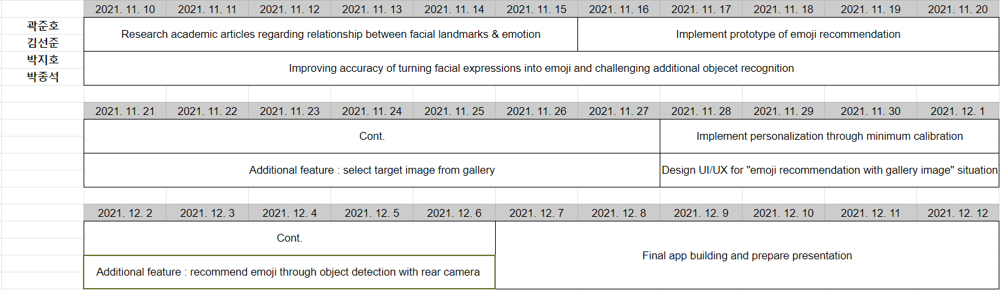 2021. 11. 10 2021. 11. 11 2021. 11. 12 2021. 11. 13 2021. 11. 14 2021. 11. 15 2021. 11. 16 2021. 11. 17 2021. 11. 18 2021. 11. 19 2021. 11. 20
곽준호
김선준
Research academic articles regarding relationship between facial landmarks & emotion
Implement prototype of emoji recommendation
박지호
박종석
Improving accuracy of turning facial expressions into emoji and challenging additional objecet recognition
2021. 11. 21 2021. 11. 22 2021. 11. 23 2021. 11. 24 2021. 11. 25 2021. 11. 26 2021. 11. 27 2021. 11. 28 2021. 11. 29 2021. 11. 30 2021. 12. 1
Cont.
Implement personalization through minimum calibration
Additional feature : select target image from gallery
Design UI/UX for "emoji recommendation with gallery image" situation
2021. 12. 2 2021. 12. 3 2021. 12. 4 2021. 12. 5 2021. 12. 6 2021. 12. 7 2021. 12. 8 2021. 12. 9 2021. 12. 10 2021. 12. 11 2021. 12. 12
Cont.
Final app building and prepare presentation
Additional feature : recommend emoji through object detection with rear camera